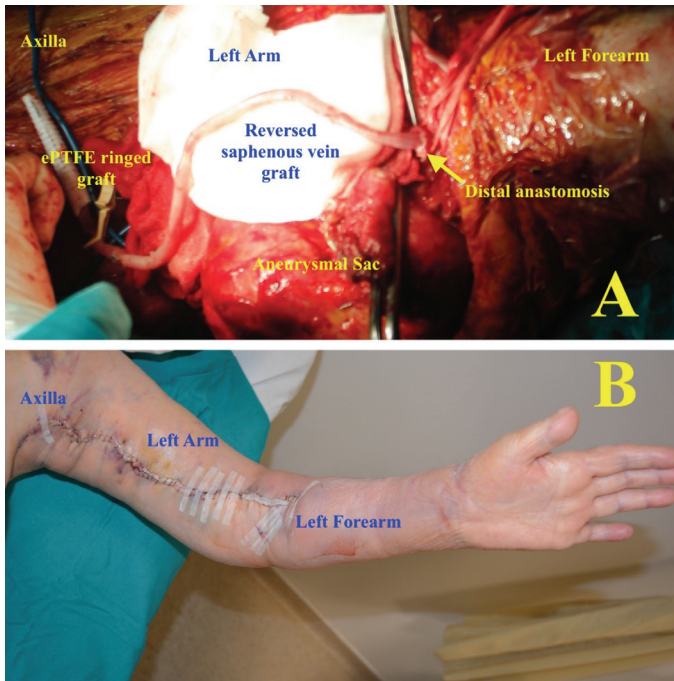 Axilla
Left Arm
Left Forearm
Reversed
saphenous vein
graft
ePTFE ringed
graft
Distal anastomosis
Aneurysmal Sac
A
B
Axilla
Left Arm
Left Forearm